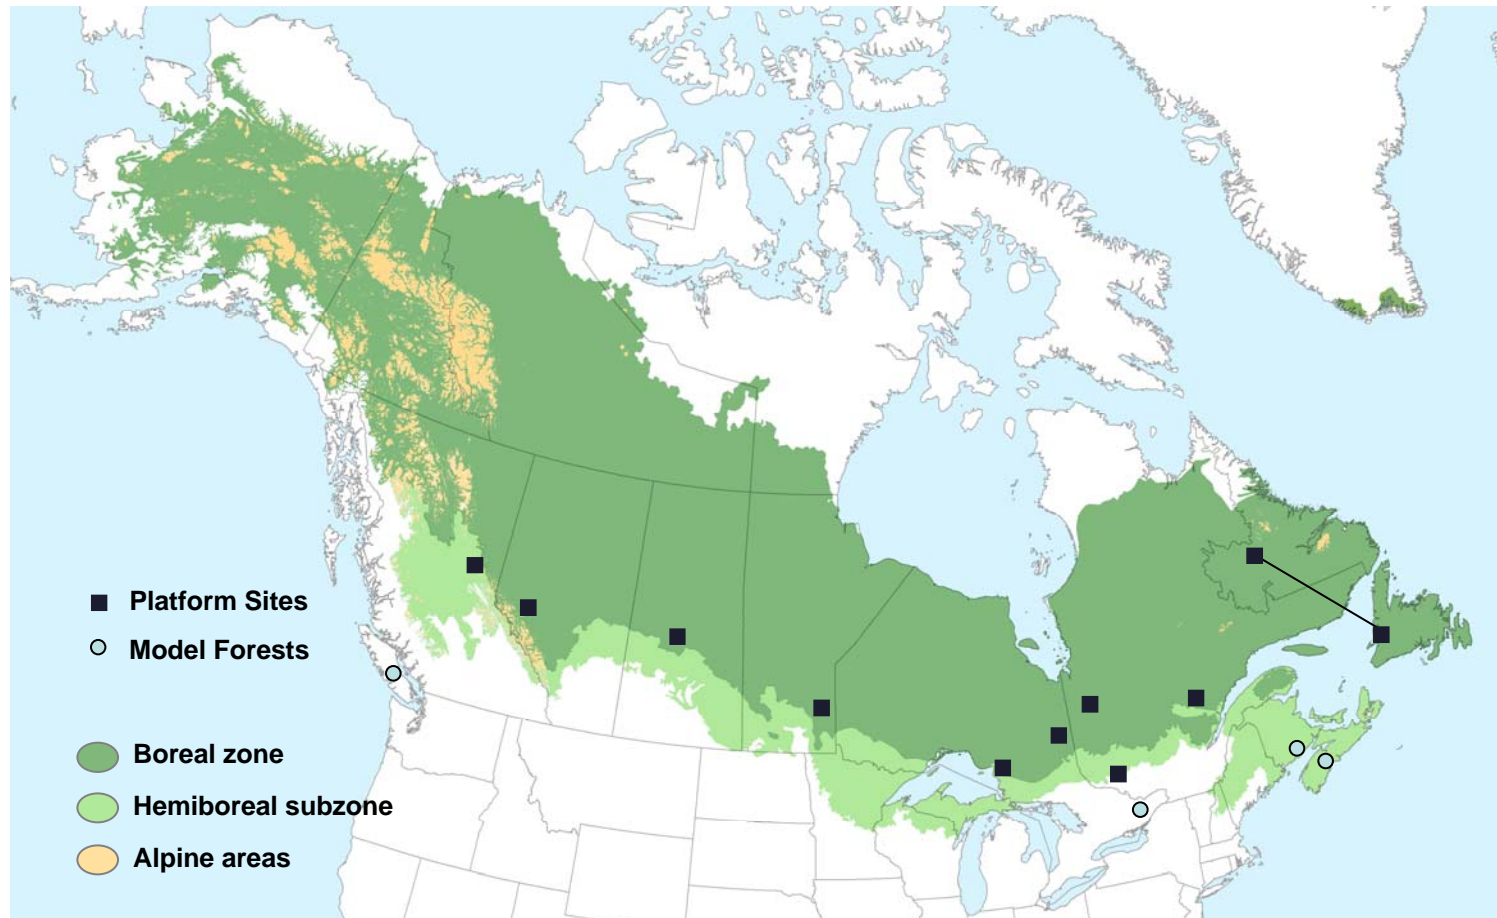 Platform Sites
Model Forests
Boreal zone
Hemiboreal subzone
Alpine areas